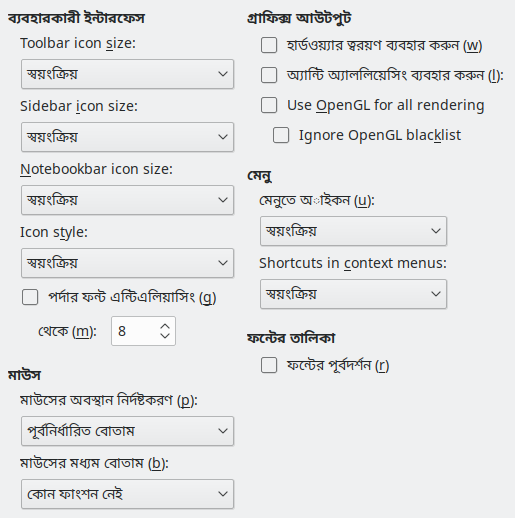 ব্যবহারকারী ইন্টারফেস
Toolbar icon size:
স্বয়ংক্রিয়
Sidebar icon size:
স্বয়ংক্রিয়
Notebookbar icon size:
স্বয়ংক্রিয়
Icon style:
স্বয়ংক্রিয়
পর্দার ফন্ট এন্টিএলিয়াসিং (g)
থেকে (m): 8
মাউস
মাউসের অবস্থান নির্দিষ্টকরণ (p):
পূর্বনির্ধারিত বোতাম
মাউসের মধ্যম বোতাম (b):
কোন ফাংশন নেই
গ্রাফিক্স আউটপুট
হার্ডওয়্যার ত্বরয়ণ ব্যবহার করুন (w)
অ্যান্টি অ্যাললিয়েসিং ব্যবহার করুন (l):
Use OpenGL for all rendering
Ignore OpenGL blacklist
মেনু
মেনুতে অাইকন (u):
স্বয়ংক্রিয়
Shortcuts in context menus:
স্বয়ংক্রিয়
ফন্টের তালিকা
ফন্টের পূর্বদর্শন (r)